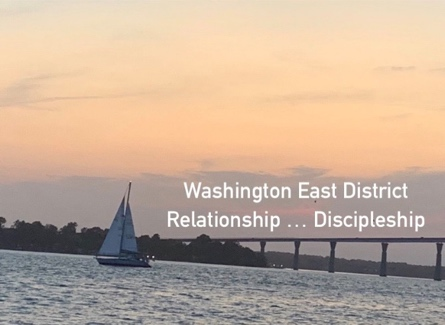 Washington East District
Relationship ... Discipleship